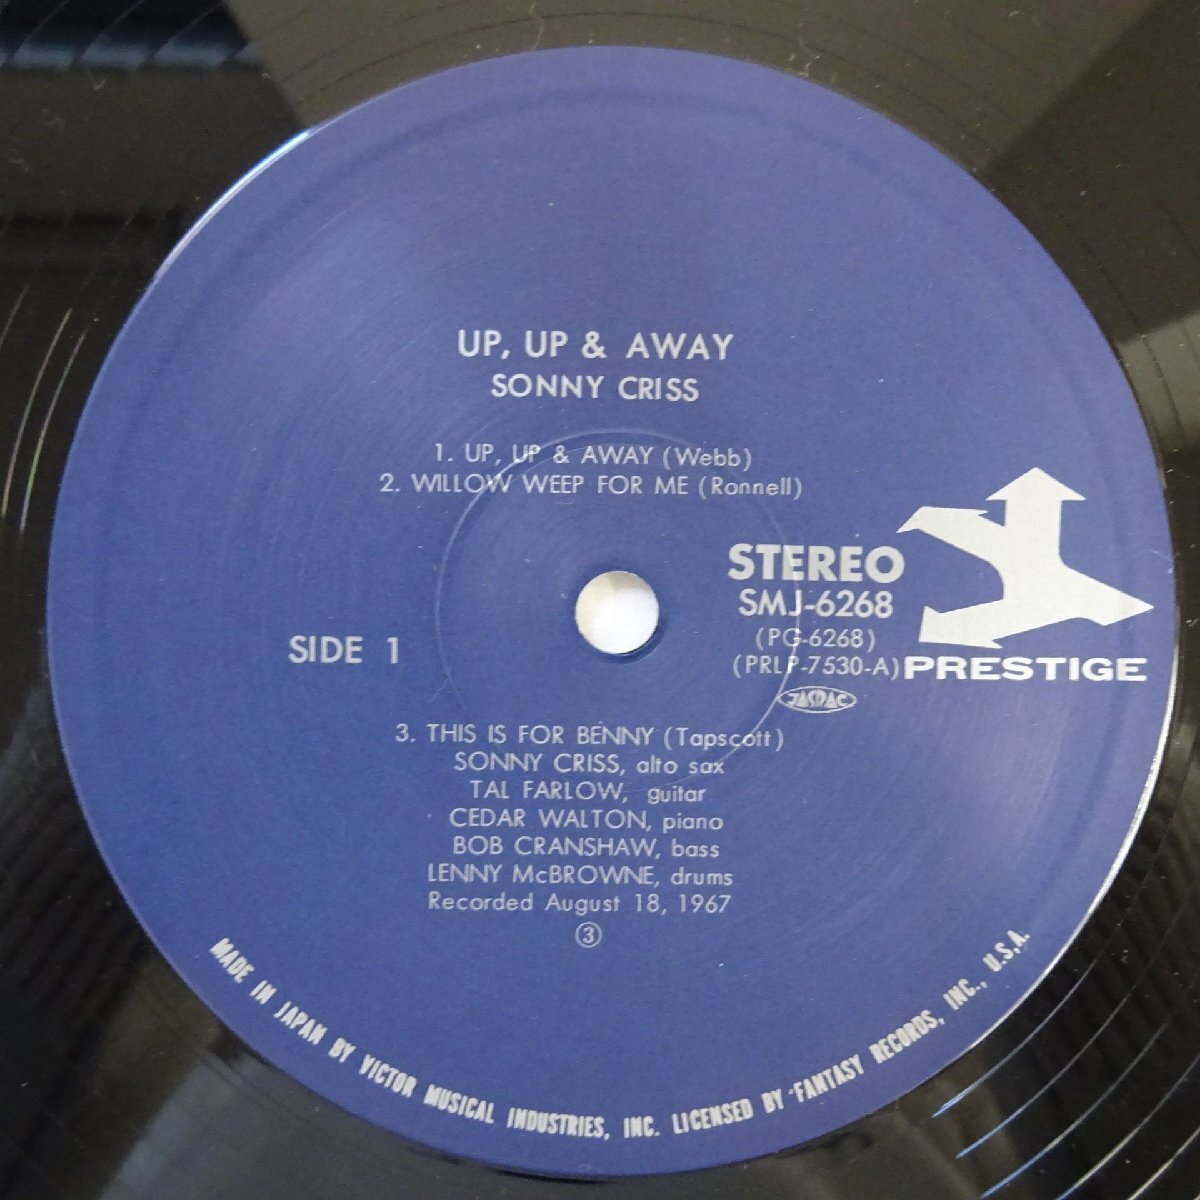 UP, UP & AWAY
SONNY CRISS
1. UP, UP & AWAY (Webb)
2. WILLOW WEEP FOR ME (Ronnell)
STEREO
SMJ-6268
(PG-6268)
(PRLP-7530-A)
PRESTIGE
JASRAC
SIDE 1
3. THIS IS FOR BENNY (Tapscott)
SONNY CRISS, alto sax
TAL FARLOW, guitar
CEDAR WALTON, piano
BOB CRANSHAW, bass
LENNY McBROWNE, drums
Recorded August 18, 1967
③
MADE IN JAPAN BY VICTOR MUSICAL INDUSTRIES, INC. LICENSED BY FANTASY RECORDS, INC., U.S.A.